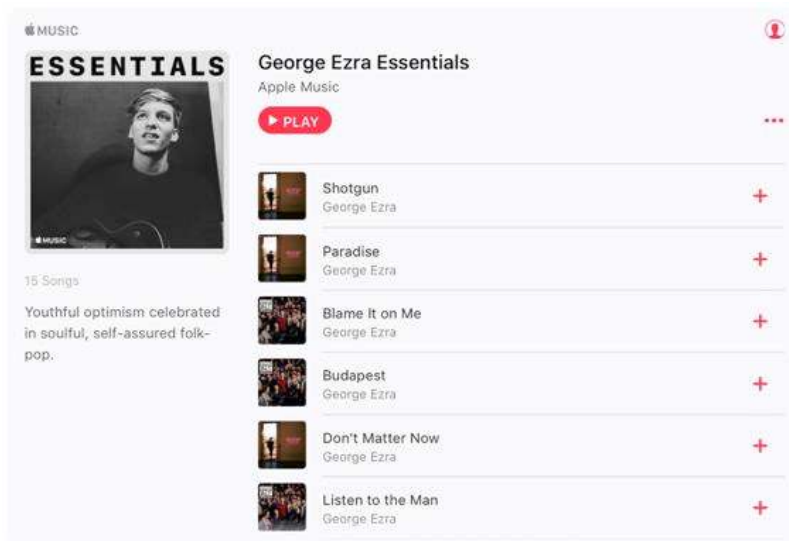 MUSIC
ESSENTIALS
MUSIC
15 Songs
Youthful optimism celebrated
in soulful, self-assured folk-
pop.
George Ezra Essentials
Apple Music
PLAY
Shotgun
George Ezra
Paradise
George Ezra
Blame It on Me
George Ezra
Budapest
George Ezra
Don't Matter Now
George Ezra
Listen to the Man
George Ezra